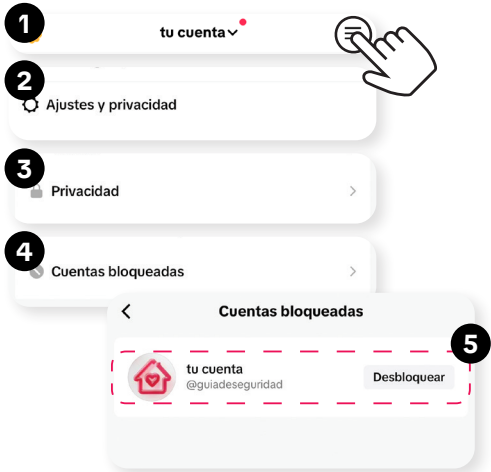 1
tu cuenta
2
Ajustes y privacidad
3
Privacidad
4
Cuentas bloqueadas
Cuentas bloqueadas
5
tu cuenta
@guiadeseguridad
Desbloquear